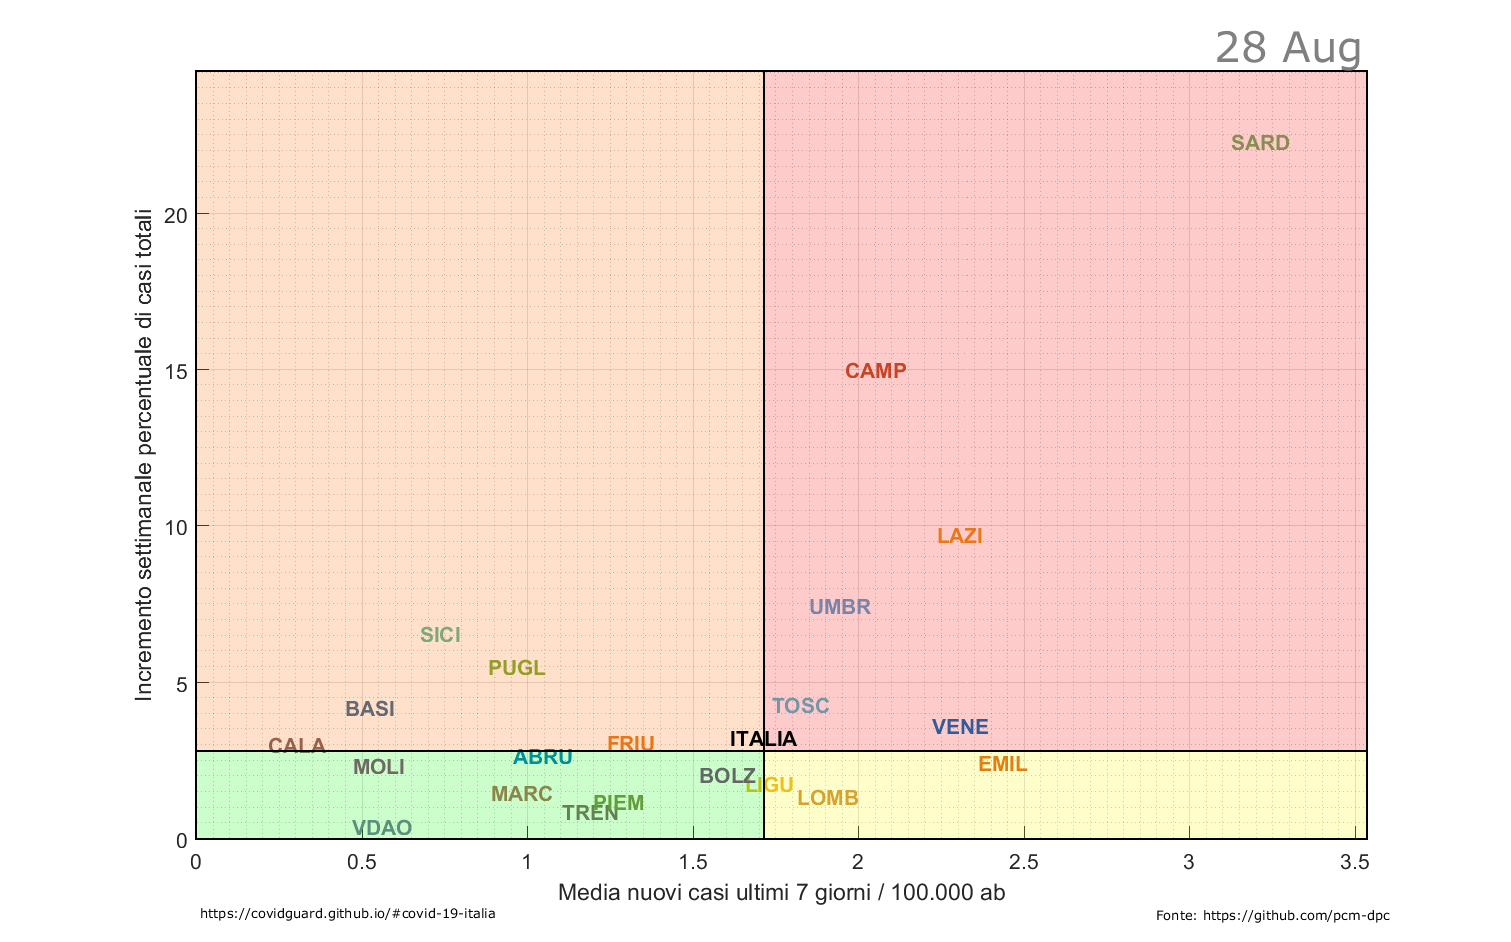 28 Aug
SARD
20
CAMP
15
LAZI
10
UMBR
SICI
PUGL
5
TOSC
BASI
VENE
ITALIA
FRIU
CALA
ABRU
EMIL
MOLI
BOLZ
LIGU
MARC
LOMB
PIEM
TREN
VDAO
0
0 0.5 1 1.5 2 2.5 3 3.5
Incremento settimanale percentuale di casi totali
Media nuovi casi ultimi 7 giorni / 100.000 ab
https://covidguard.github.io/#covid-19-italia
Fonte: https://github.com/pcm-dpc